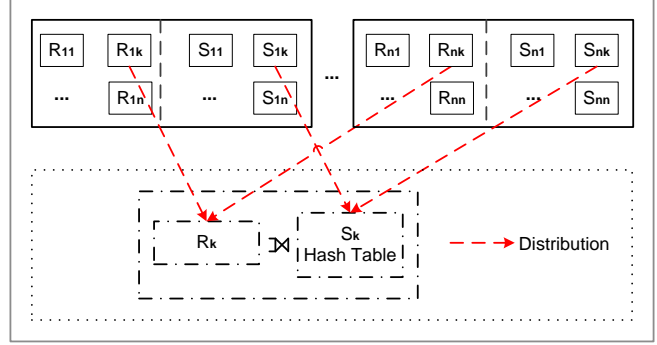 R11 R1k S11 S1k ... Rn1 Rnk Sn1 Snk
... R1n ... S1n ... Rnn ... Snn
Rk ⋈ Sk
Hash Table
Distribution